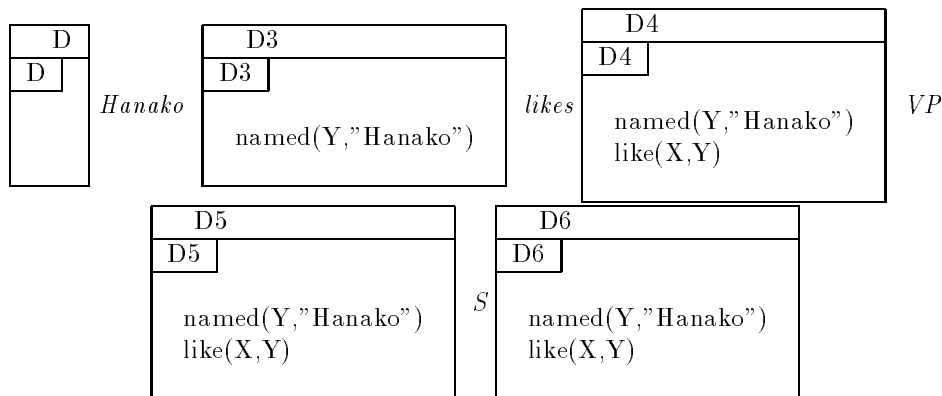 D D3 D4
D Hanako D3 likes D4 VP
named(Y,"Hanako") named(Y,"Hanako")
like(X,Y)
D5 D6
D5 S D6
named(Y,"Hanako") named(Y,"Hanako")
like(X,Y) like(X,Y)